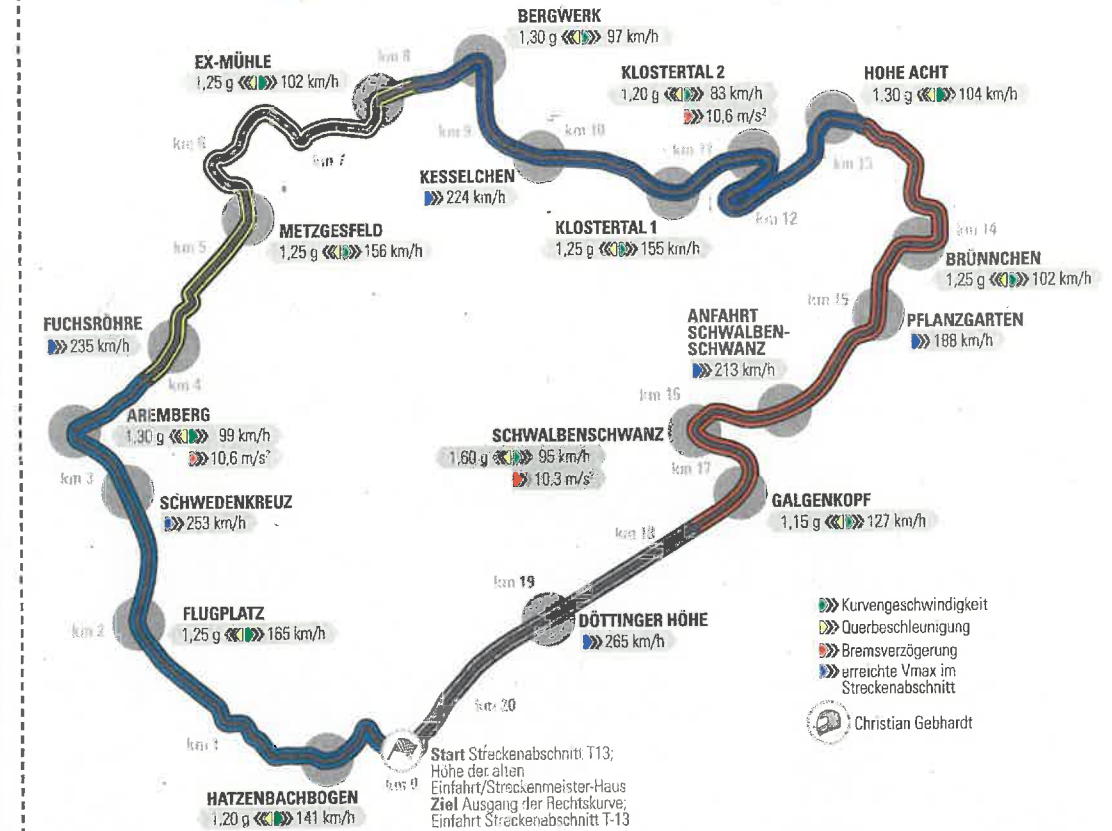 BERGWERK
1,30 g 97 km/h
EX-MÜHLE
1,25 g 102 km/h
km 8
KLOSTERTAL 2
1,20 g 83 km/h
10,6 m/s²
HOHE ACHT
1.30 g 104 km/h
km 6
km 7
km 9
km 10
km 11
km 13
KESSELCHEN
224 km/h
km 12
METZGESFELD
1,25 g 156 km/h
KLOSTERTAL 1
1,25 g 155 km/h
km 5
km 14
BRÜNNCHEN
1,25 g 102 km/h
km 15
FUCHSRÖHRE
235 km/h
ANFAHRT
SCHWALBEN-
SCHWANZ
213 km/h
PFLANZGARTEN
188 km/h
km 4
km 16
AREMBERG
1,30 g 99 km/h
10,6 m/s²
SCHWALBENSCHWANZ
1,60 g 95 km/h
10.3 m/s²
km 3
km 17
SCHWEDENKREUZ
253 km/h
GALGENKOPF
1,15 g 127 km/h
km 18
km 19
FLUGPLATZ
1,25 g 165 km/h
km 2
DÖTTINGER HÖHE
265 km/h
Kurvengeschwindigkeit
Querbeschleunigung
Bremsverzögerung
erreichte Vmax im
Streckenabschnitt
Christian Gebhardt
km 20
km 1
km 0
Start Streckenabschnitt T13;
Höhe der alten
Einfahrt/Streckenmeister-Haus
Ziel Ausgang der Rechtskurve;
Einfahrt Streckenabschnitt T-13
HATZENBACHBOGEN
1,20 g 141 km/h